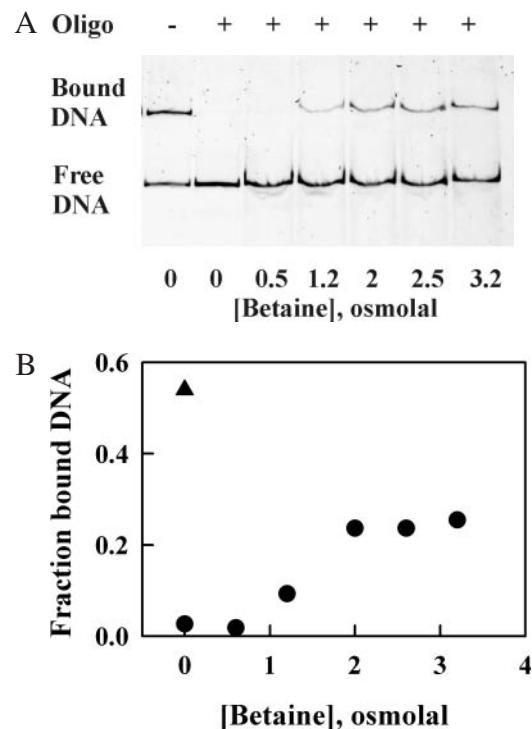 A
Oligo - + + + + + +
Bound
DNA
Free
DNA
0 0 0.5 1.2 2 2.5 3.2
[Betaine], osmolal
B
Fraction bound DNA
0.6
0.4
0.2
0.0
0 1 2 3 4
[Betaine], osmolal